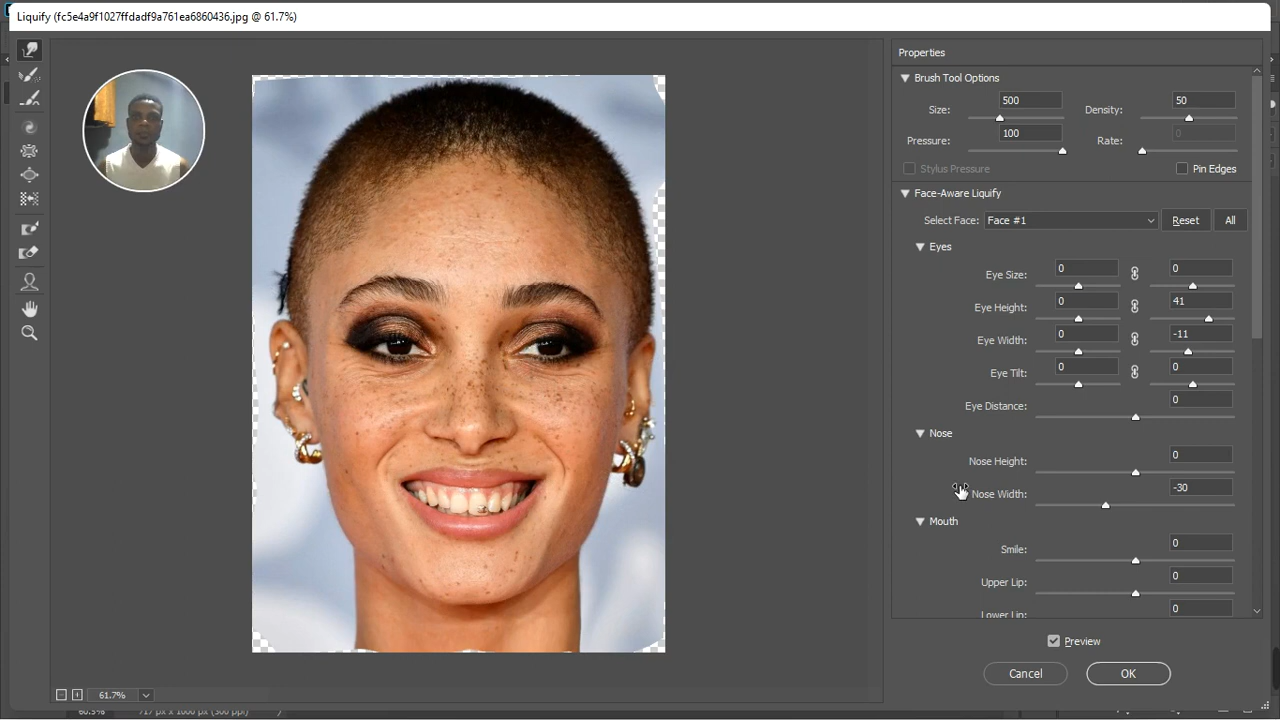 Liquify (fc5e4a9f1027ffdadf9a761ea6860436.jpg @ 61.7%)
Properties
Brush Tool Options
Size: 500 Density: 50
Pressure: 100 Rate: 0
Stylus Pressure Pin Edges
Face-Aware Liquify
Select Face: Face #1 Reset All
Eyes
Eye Size: 0 0
Eye Height: 0 41
Eye Width: 0 -11
Eye Tilt: 0 0
Eye Distance: 0
Nose
Nose Height: 0
Nose Width: -30
Mouth
Smile: 0
Upper Lip: 0
Lower Lip: 0
Preview
Cancel OK
61.7%